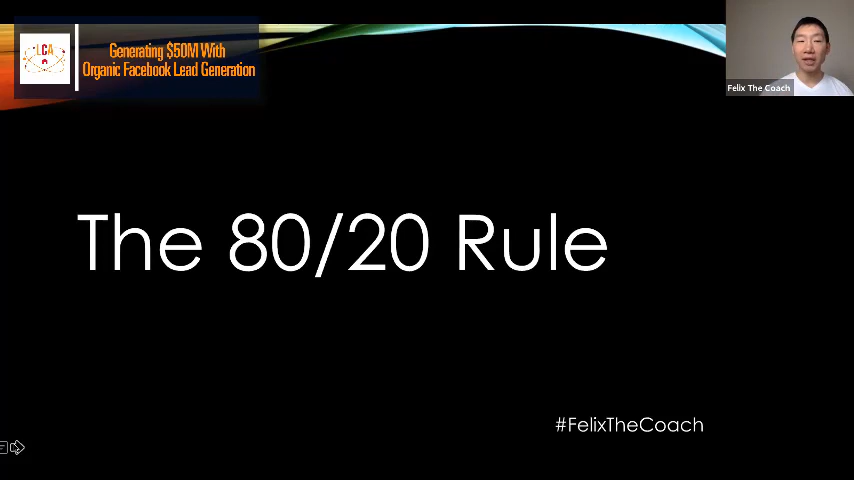 LCA
Generating $50M With
Organic Facebook Lead Generation
Felix The Coach
The 80/20 Rule
#FelixTheCoach